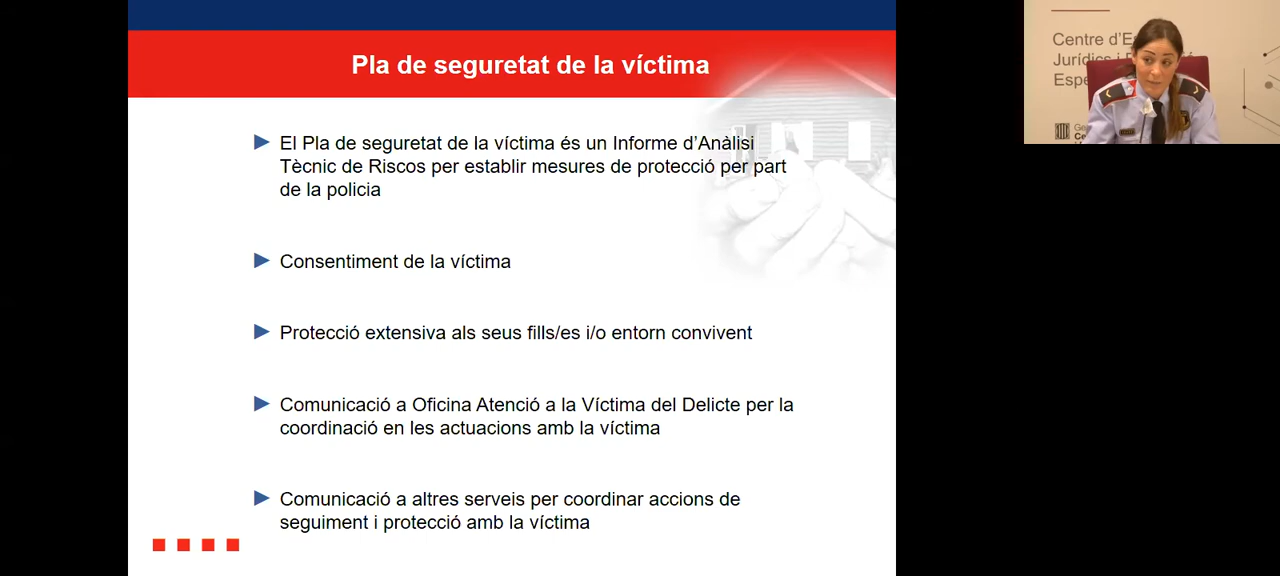 Pla de seguretat de la víctima
► El Pla de seguretat de la víctima és un Informe d'Anàlisi
Tècnic de Riscos per establir mesures de protecció per part
de la policia
► Consentiment de la víctima
► Protecció extensiva als seus fills/es i/o entorn convivent
► Comunicació a Oficina Atenció a la Víctima del Delicte per la
coordinació en les actuacions amb la víctima
► Comunicació a altres serveis per coordinar accions de
seguiment i protecció amb la víctima
Centre d'E
Jurídics i
Espe